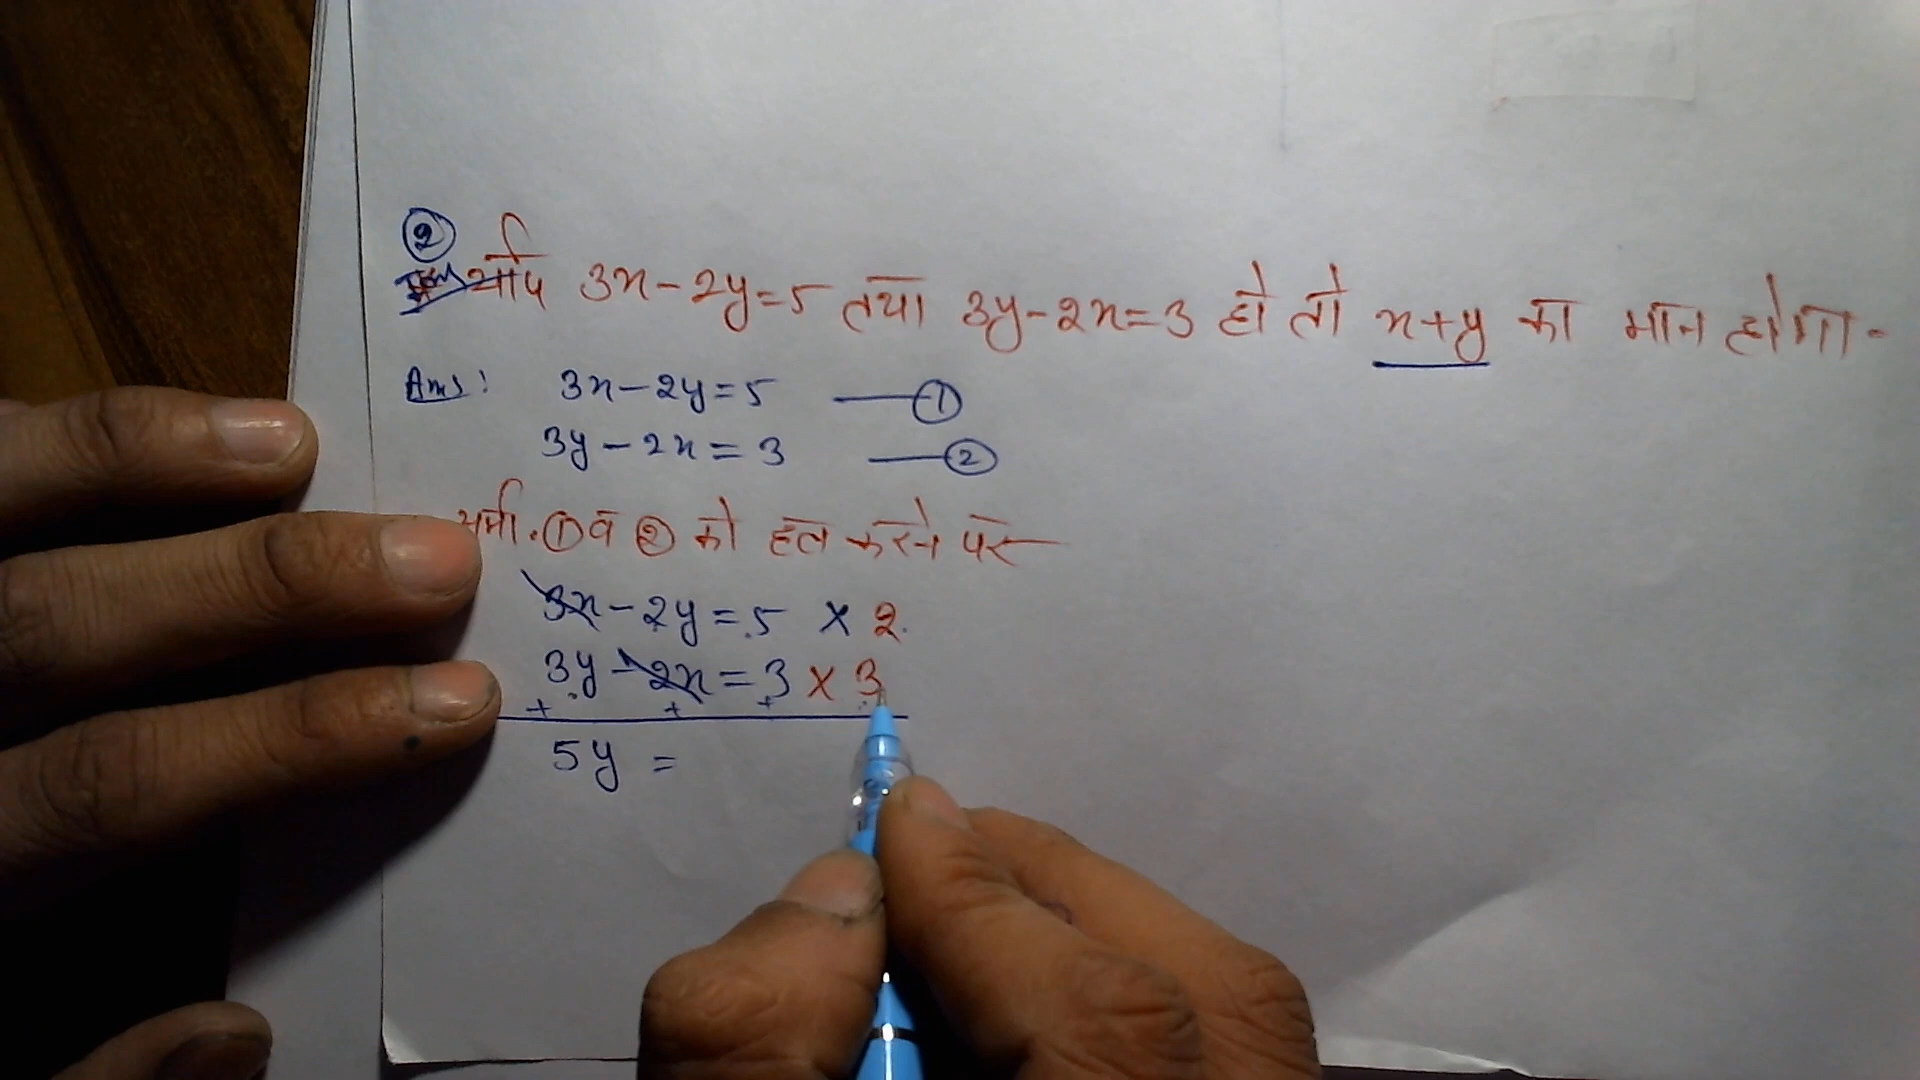 ②
यदि 3x-2y=5 तथा 3y-2x=3 हो तो x+y का मान होगा-
Ans: 3x-2y=5 —①
3y-2x=3 —②
समी. ① व ② को हल करने पर
3x-2y=5 × 2
3y-2x=3 × 3
+ + +
5y =